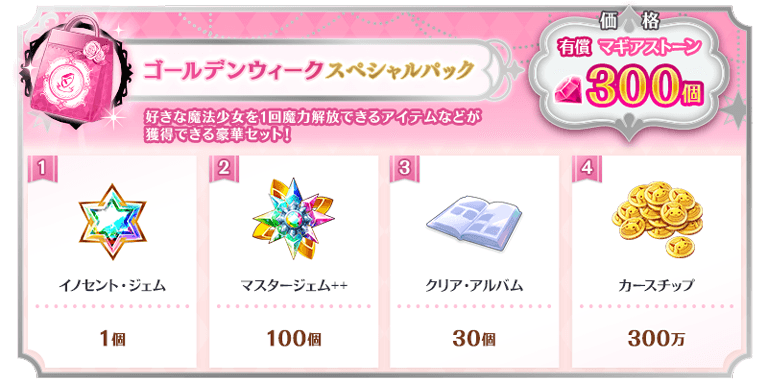 価 格
有償 マギアストーン
300個
ゴールデンウィークスペシャルパック
好きな魔法少女を1回魔力解放できるアイテムなどが
獲得できる豪華セット!
1
イノセント・ジェム
1個
2
マスタージェム++
100個
3
クリア・アルバム
30個
4
カースチップ
300万